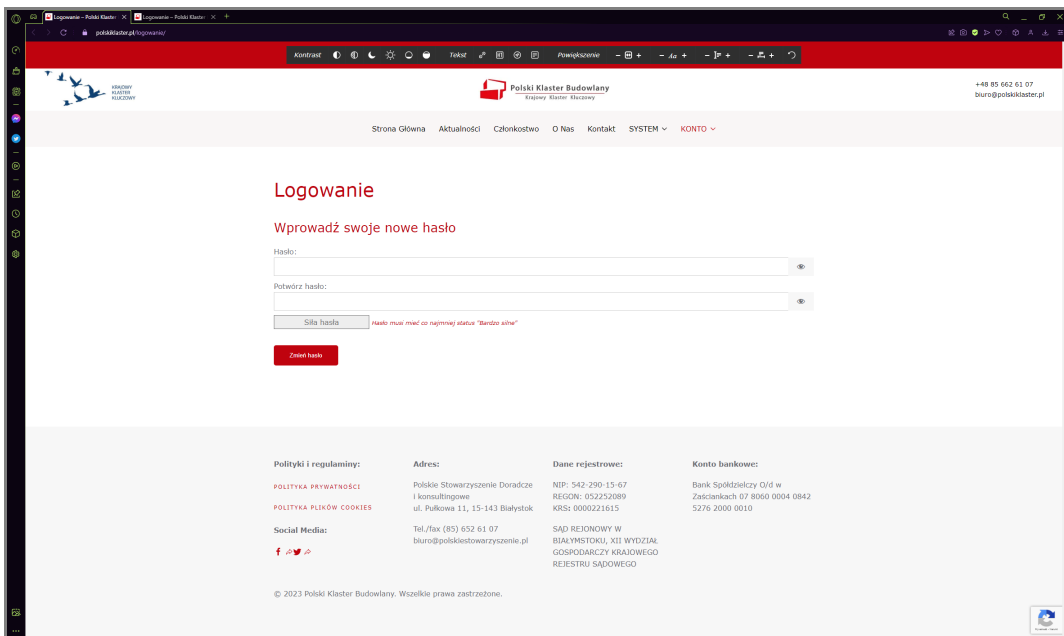 Logowanie – Polski Klaster
Logowanie – Polski Klaster
polskiklaster.pl/logowanie/
Kontrast Tekst Powiększenie – + – Aa + – + – +
KRAJOWY
KLASTER
KLUCZOWY
Polski Klaster Budowlany
Krajowy Klaster Kluczowy
+48 85 662 61 07
biuro@polskiklaster.pl
Strona Główna Aktualności Członkostwo O Nas Kontakt SYSTEM KONTO
Logowanie
Wprowadź swoje nowe hasło
Hasło:
Potwórz hasło:
Siła hasła Hasło musi mieć co najmniej status "Bardzo silne"
Zmień hasło
Polityki i regulaminy:
POLITYKA PRYWATNOŚCI
POLITYKA PLIKÓW COOKIES
Social Media:
Adres:
Polskie Stowarzyszenie Doradcze
i konsultingowe
ul. Pułkowa 11, 15-143 Białystok
Tel./fax (85) 652 61 07
biuro@polskiestowarzyszenie.pl
Dane rejestrowe:
NIP: 542-290-15-67
REGON: 052252089
KRS: 0000221615
SĄD REJONOWY W
BIAŁYMSTOKU, XII WYDZIAŁ
GOSPODARCZY KRAJOWEGO
REJESTRU SĄDOWEGO
Konto bankowe:
Bank Spółdzielczy O/d w
Zaściankach 07 8060 0004 0842
5276 2000 0010
© 2023 Polski Klaster Budowlany. Wszelkie prawa zastrzeżone.